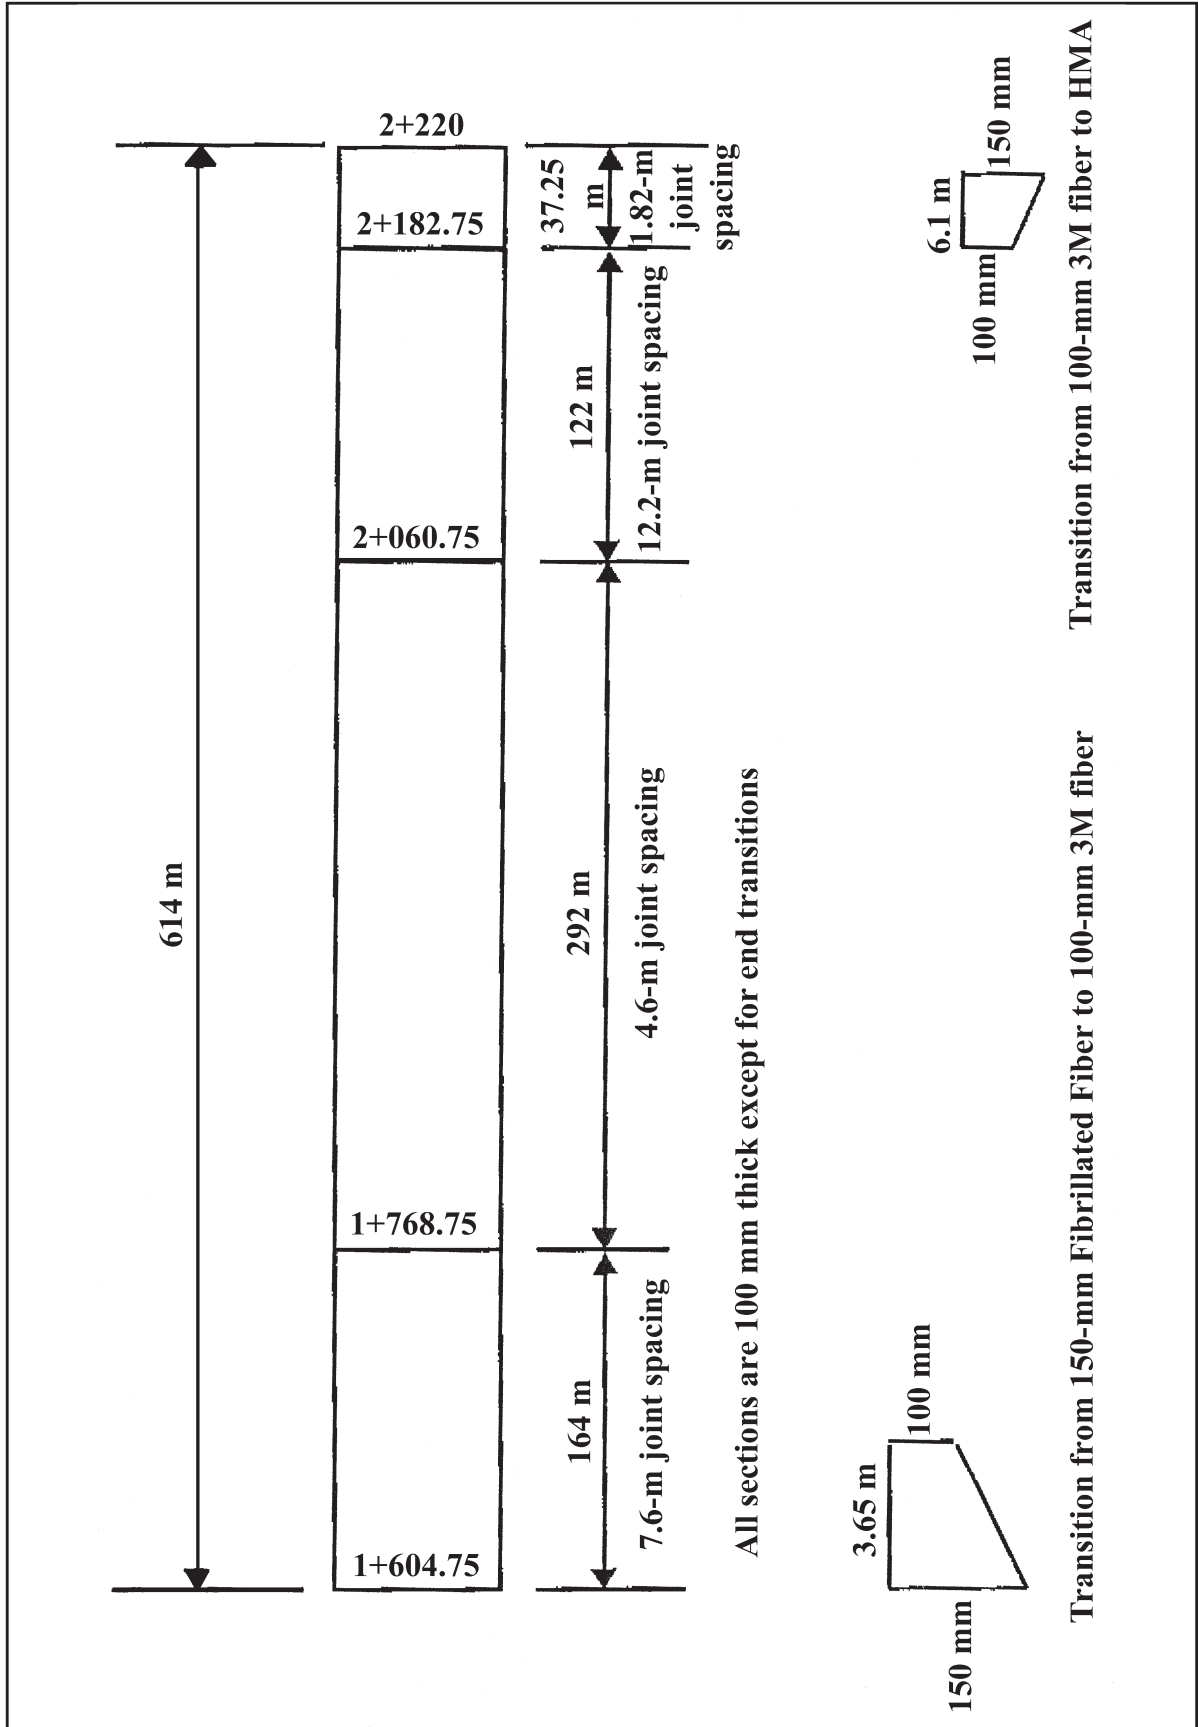 614 m
1+604.75
1+768.75
2+060.75
2+182.75
2+220
164 m
7.6-m joint spacing
292 m
4.6-m joint spacing
122 m
12.2-m joint spacing
37.25
m
1.82-m
joint
spacing
All sections are 100 mm thick except for end transitions
150 mm
3.65 m
100 mm
Transition from 150-mm Fibrillated Fiber to 100-mm 3M fiber
100 mm
6.1 m
150 mm
Transition from 100-mm 3M fiber to HMA